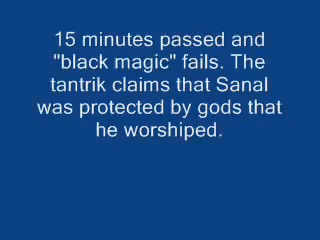 15 minutes passed and
"black magic" fails. The
tantrik claims that Sanal
was protected by gods that
he worshiped.